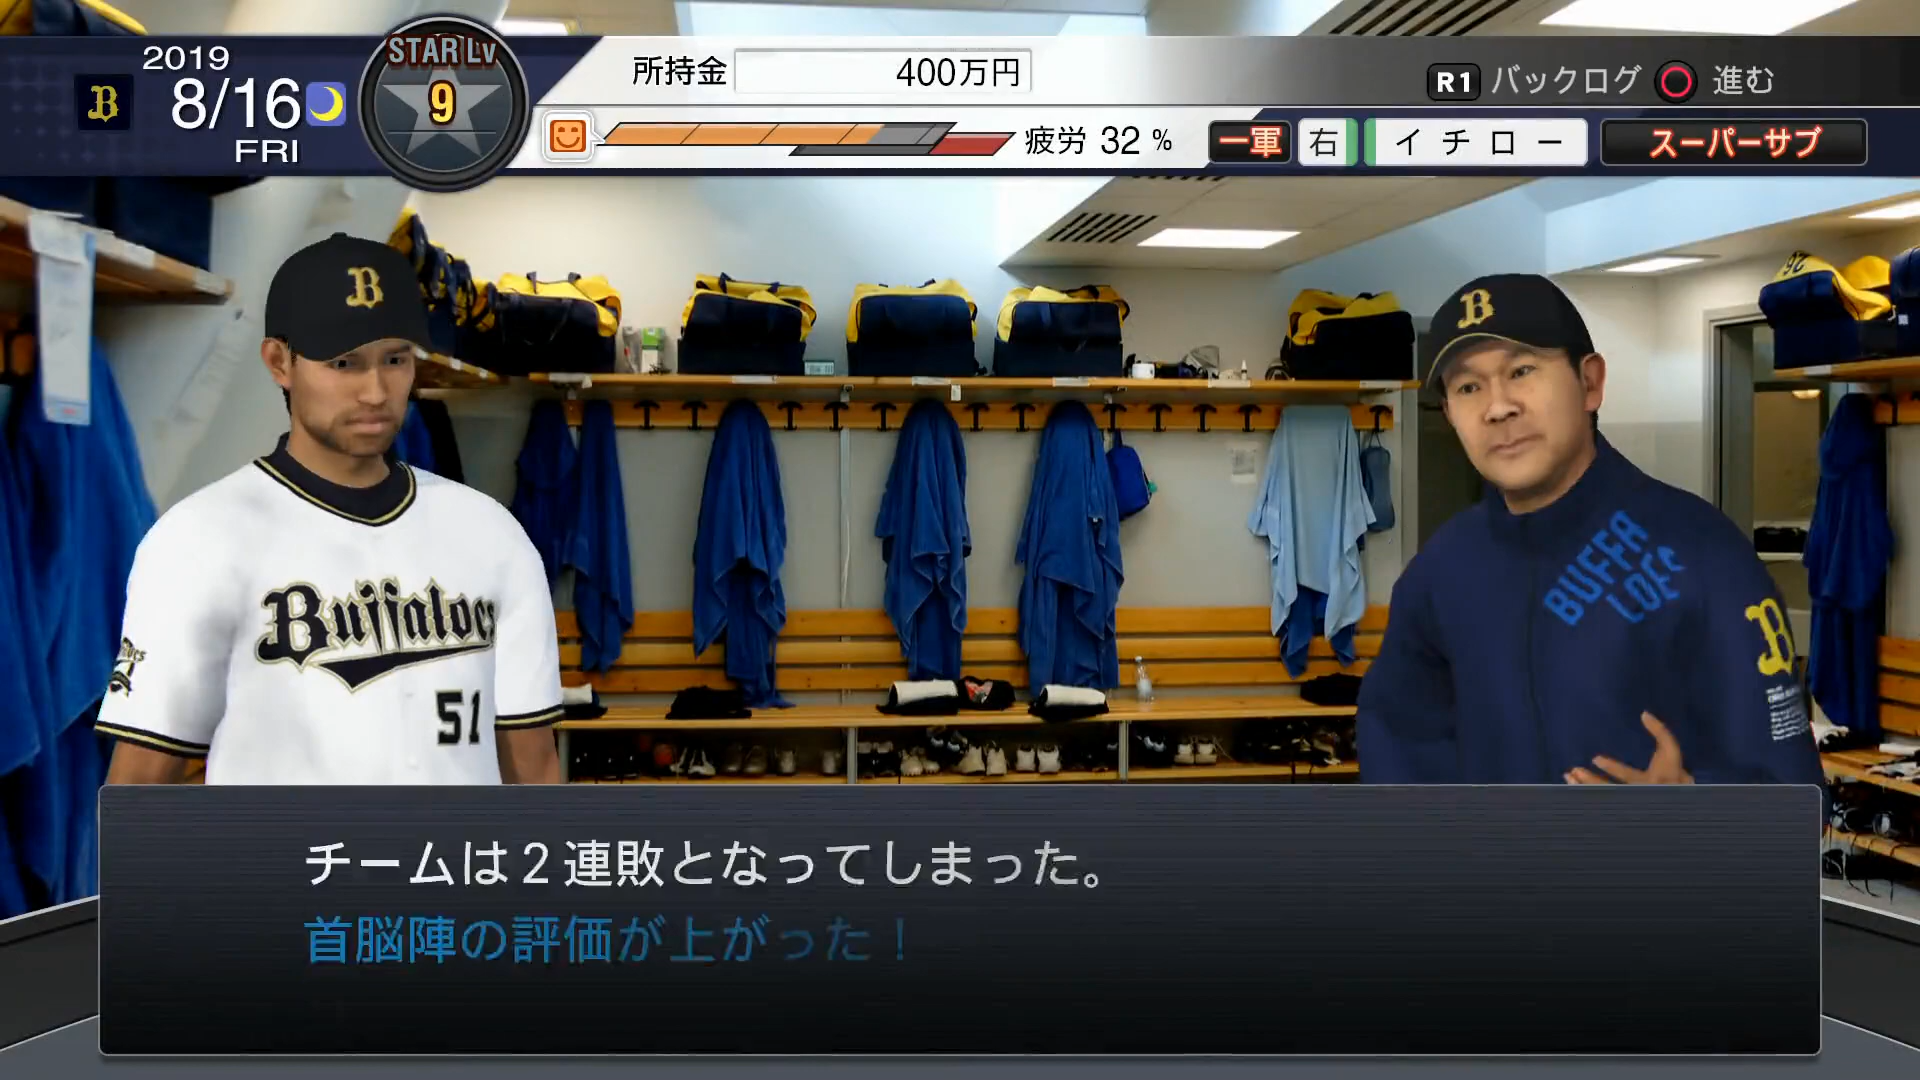 2019
8/16
FRI
STAR Lv
9
所持金 400万円
R1 バックログ 進む
疲労 32 %
一軍 右 イチロー スーパーサブ
B
B
26
Buffaloes
51
BUFFA
LOES
B
チームは2連敗となってしまった。
首脳陣の評価が上がった！